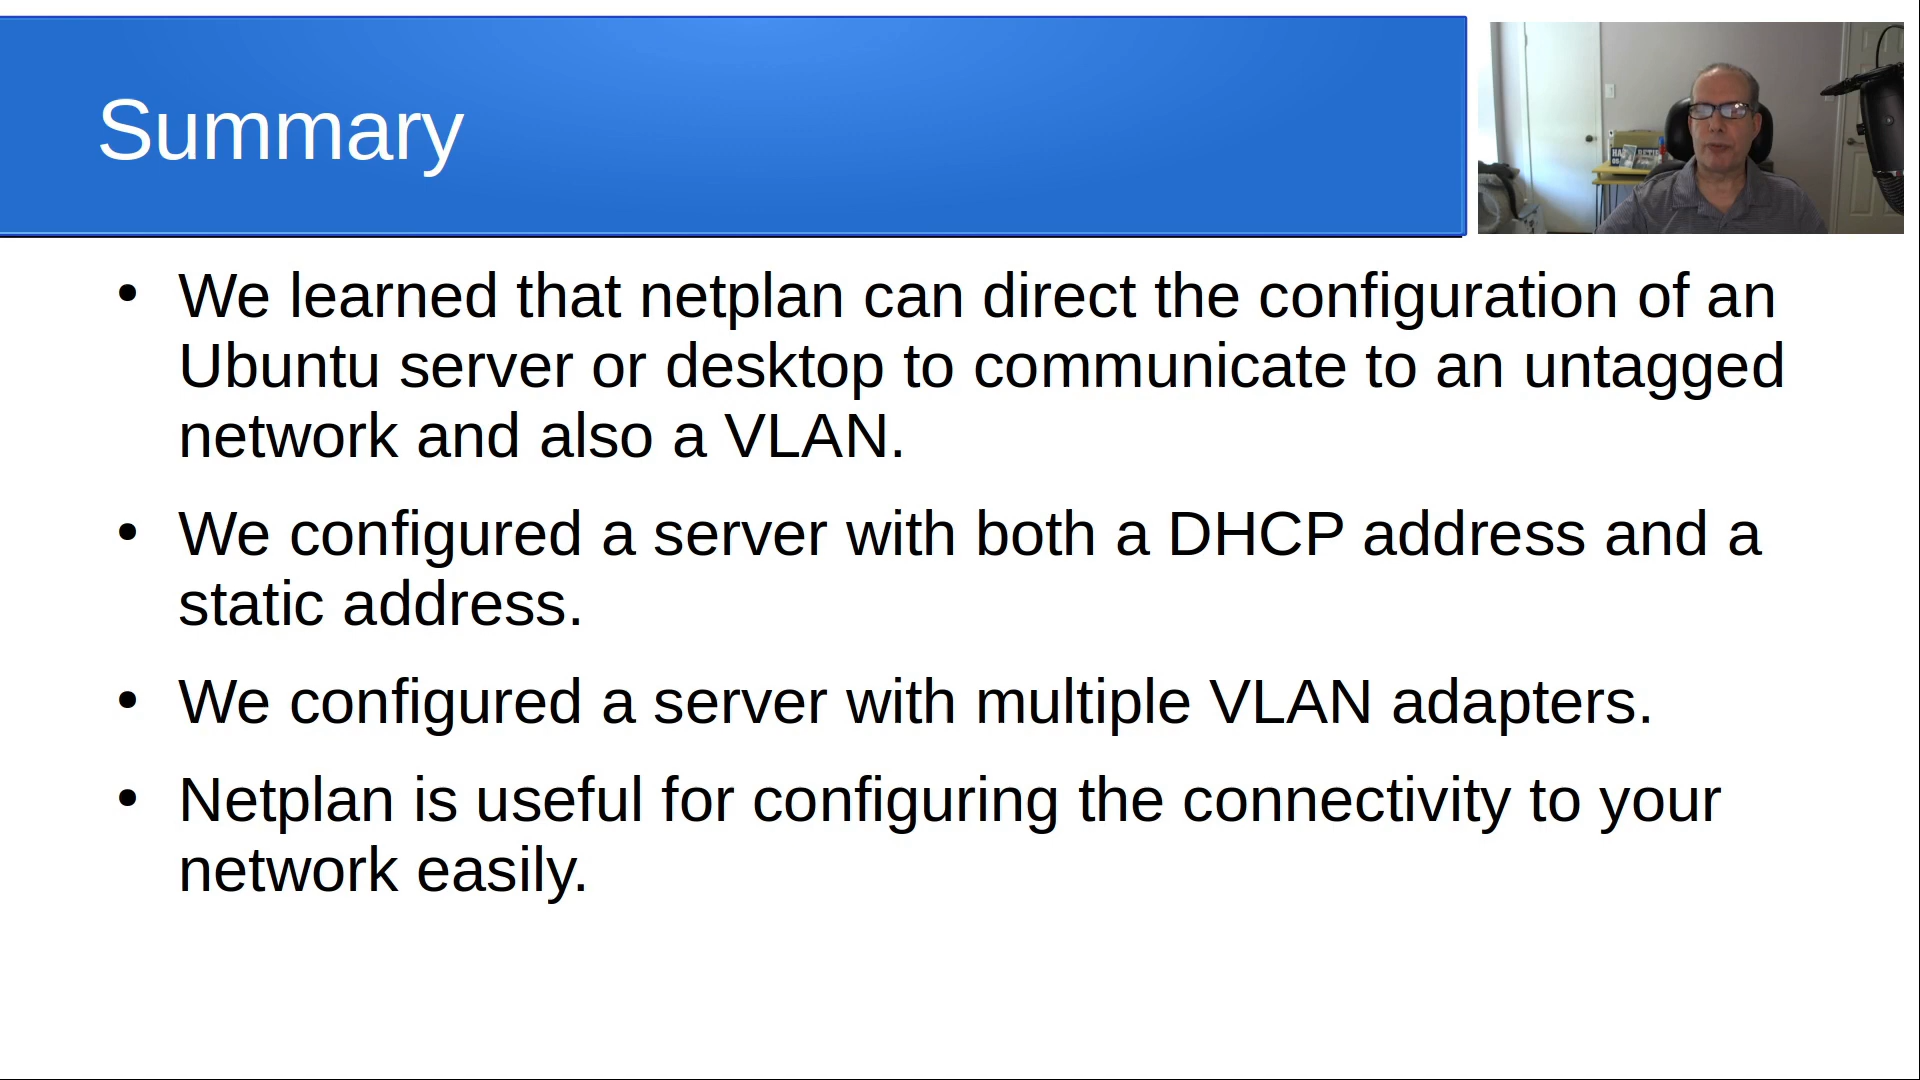 Summary
We learned that netplan can direct the configuration of an
Ubuntu server or desktop to communicate to an untagged
network and also a VLAN.
We configured a server with both a DHCP address and a
static address.
We configured a server with multiple VLAN adapters.
Netplan is useful for configuring the connectivity to your
network easily.